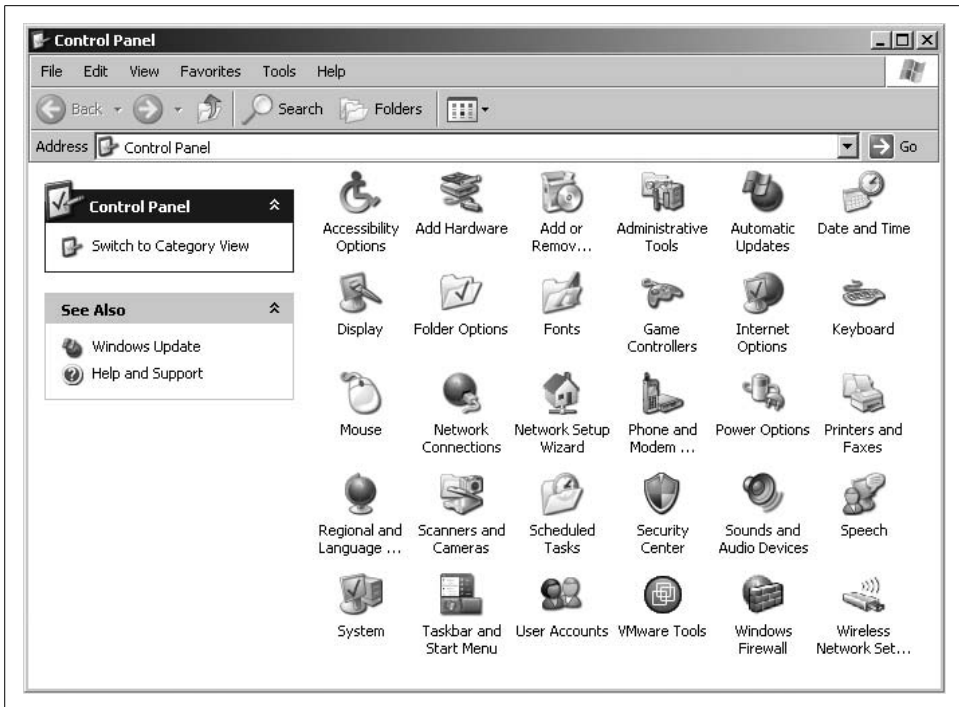 Control Panel
File Edit View Favorites Tools Help
Back Search Folders
Address Control Panel Go
Control Panel
Switch to Category View
See Also
Windows Update
Help and Support
Accessibility Options
Add Hardware
Add or Remov...
Administrative Tools
Automatic Updates
Date and Time
Display
Folder Options
Fonts
Game Controllers
Internet Options
Keyboard
Mouse
Network Connections
Network Setup Wizard
Phone and Modem ...
Power Options
Printers and Faxes
Regional and Language ...
Scanners and Cameras
Scheduled Tasks
Security Center
Sounds and Audio Devices
Speech
System
Taskbar and Start Menu
User Accounts
VMware Tools
Windows Firewall
Wireless Network Set...